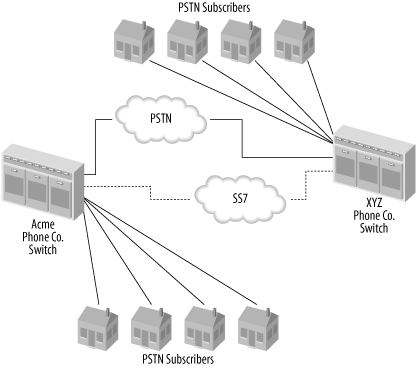 PSTN Subscribers
PSTN
SS7
Acme
Phone Co.
Switch
XYZ
Phone Co.
Switch
PSTN Subscribers